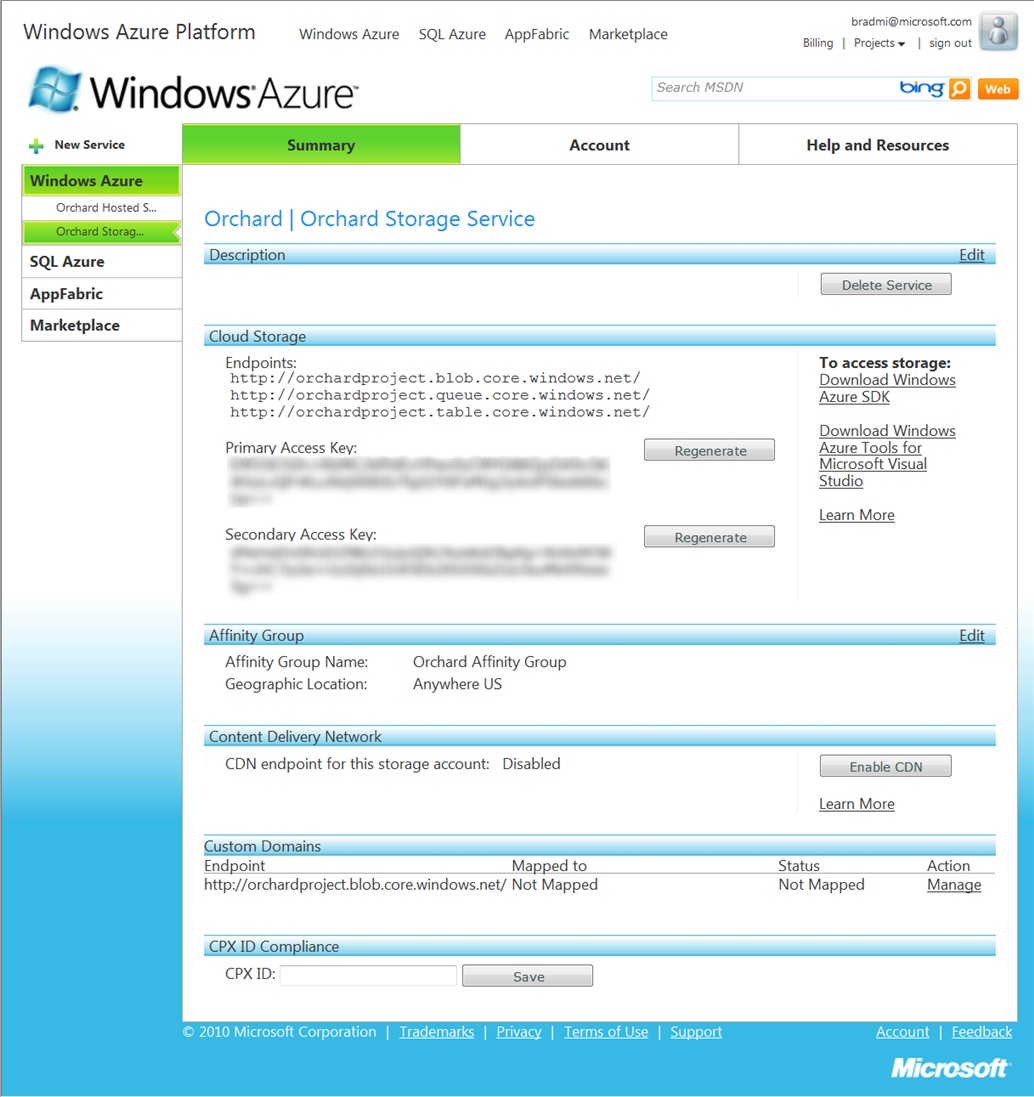 Windows Azure Platform
Windows Azure SQL Azure AppFabric Marketplace
bradmi@microsoft.com
Billing | Projects | sign out
Windows Azure™
Search MSDN bing Web
New Service
Summary Account Help and Resources
Windows Azure
Orchard Hosted S...
Orchard Storag...
SQL Azure
AppFabric
Marketplace
Orchard | Orchard Storage Service
Description Edit
Delete Service
Cloud Storage
Endpoints:
http://orchardproject.blob.core.windows.net/
http://orchardproject.queue.core.windows.net/
http://orchardproject.table.core.windows.net/
Primary Access Key: Regenerate
Secondary Access Key: Regenerate
To access storage:
Download Windows
Azure SDK
Download Windows
Azure Tools for
Microsoft Visual
Studio
Learn More
Affinity Group Edit
Affinity Group Name: Orchard Affinity Group
Geographic Location: Anywhere US
Content Delivery Network
CDN endpoint for this storage account: Disabled
Enable CDN
Learn More
Custom Domains
Endpoint Mapped to Status Action
http://orchardproject.blob.core.windows.net/ Not Mapped Not Mapped Manage
CPX ID Compliance
CPX ID: Save
© 2010 Microsoft Corporation | Trademarks | Privacy | Terms of Use | Support
Account | Feedback
Microsoft